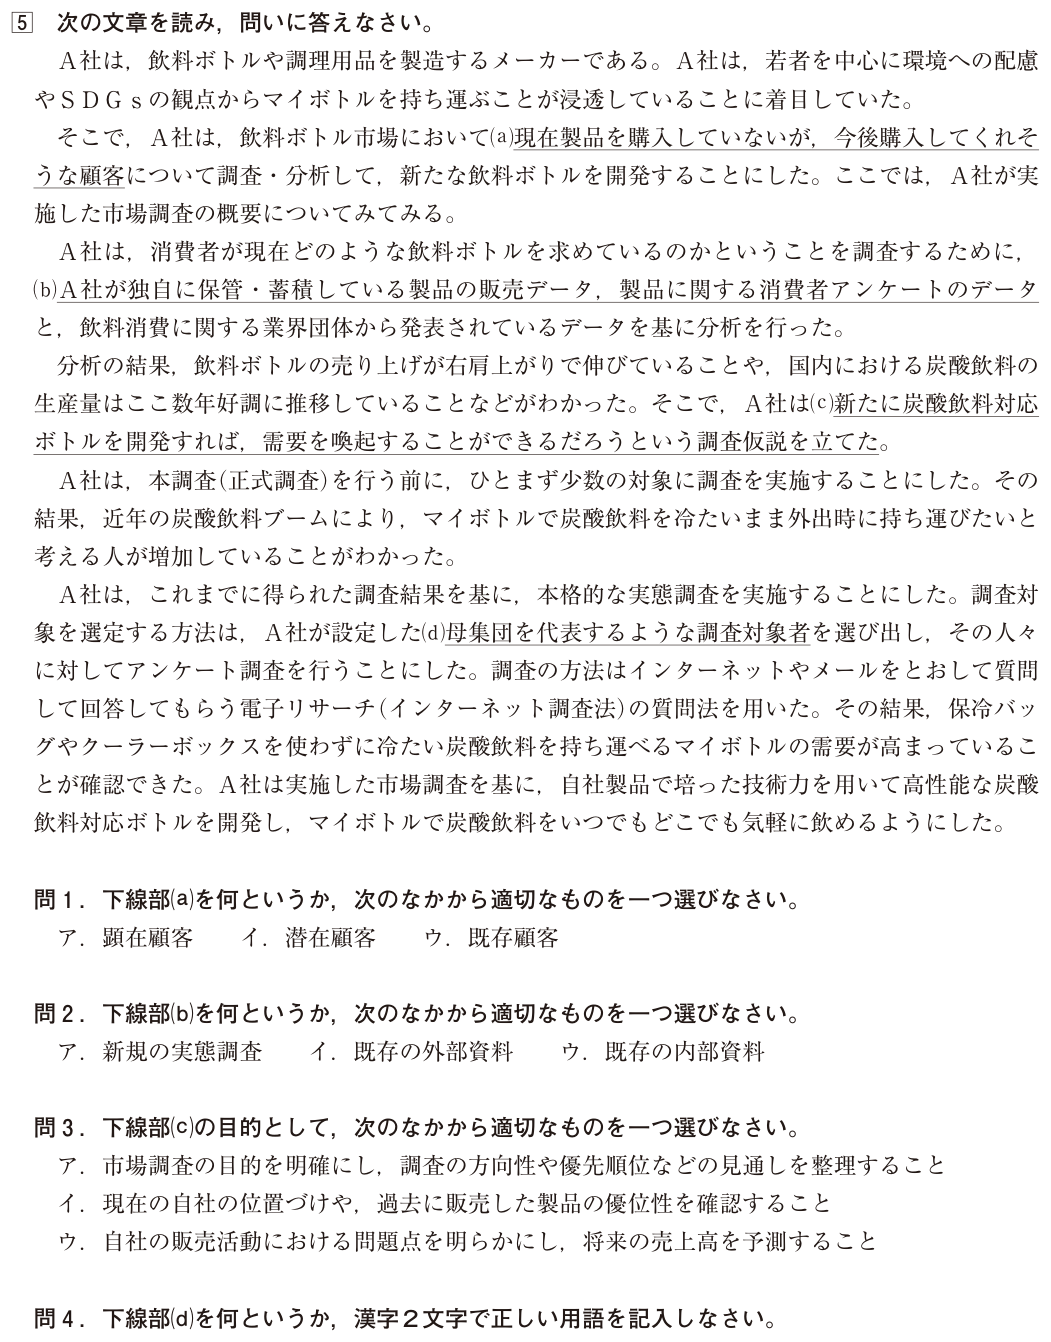 5　次の文章を読み，問いに答えなさい。
　Ａ社は，飲料ボトルや調理用品を製造するメーカーである。Ａ社は，若者を中心に環境への配慮
やＳＤＧｓの観点からマイボトルを持ち運ぶことが浸透していることに着目していた。
　そこで，Ａ社は，飲料ボトル市場において(a)現在製品を購入していないが，今後購入してくれそ
うな顧客について調査・分析して，新たな飲料ボトルを開発することにした。ここでは，Ａ社が実
施した市場調査の概要についてみてみる。
　Ａ社は，消費者が現在どのような飲料ボトルを求めているのかということを調査するために，
(b)Ａ社が独自に保管・蓄積している製品の販売データ，製品に関する消費者アンケートのデータ
と，飲料消費に関する業界団体から発表されているデータを基に分析を行った。
　分析の結果，飲料ボトルの売り上げが右肩上がりで伸びていることや，国内における炭酸飲料の
生産量はここ数年好調に推移していることなどがわかった。そこで，Ａ社は(c)新たに炭酸飲料対応
ボトルを開発すれば，需要を喚起することができるだろうという調査仮説を立てた。
　Ａ社は，本調査(正式調査)を行う前に，ひとまず少数の対象に調査を実施することにした。その
結果，近年の炭酸飲料ブームにより，マイボトルで炭酸飲料を冷たいまま外出時に持ち運びたいと
考える人が増加していることがわかった。
　Ａ社は，これまでに得られた調査結果を基に，本格的な実態調査を実施することにした。調査対
象を選定する方法は，Ａ社が設定した(d)母集団を代表するような調査対象者を選び出し，その人々
に対してアンケート調査を行うことにした。調査の方法はインターネットやメールをとおして質問
して回答してもらう電子リサーチ(インターネット調査法)の質問法を用いた。その結果，保冷バッ
グやクーラーボックスを使わずに冷たい炭酸飲料を持ち運べるマイボトルの需要が高まっているこ
とが確認できた。Ａ社は実施した市場調査を基に，自社製品で培った技術力を用いて高性能な炭酸
飲料対応ボトルを開発し，マイボトルで炭酸飲料をいつでもどこでも気軽に飲めるようにした。
問１．下線部(a)を何というか，次のなかから適切なものを一つ選びなさい。
　ア．顕在顧客　　イ．潜在顧客　　ウ．既存顧客
問２．下線部(b)を何というか，次のなかから適切なものを一つ選びなさい。
　ア．新規の実態調査　　イ．既存の外部資料　　ウ．既存の内部資料
問３．下線部(c)の目的として，次のなかから適切なものを一つ選びなさい。
　ア．市場調査の目的を明確にし，調査の方向性や優先順位などの見通しを整理すること
　イ．現在の自社の位置づけや，過去に販売した製品の優位性を確認すること
　ウ．自社の販売活動における問題点を明らかにし，将来の売上高を予測すること
問４．下線部(d)を何というか，漢字２文字で正しい用語を記入しなさい。